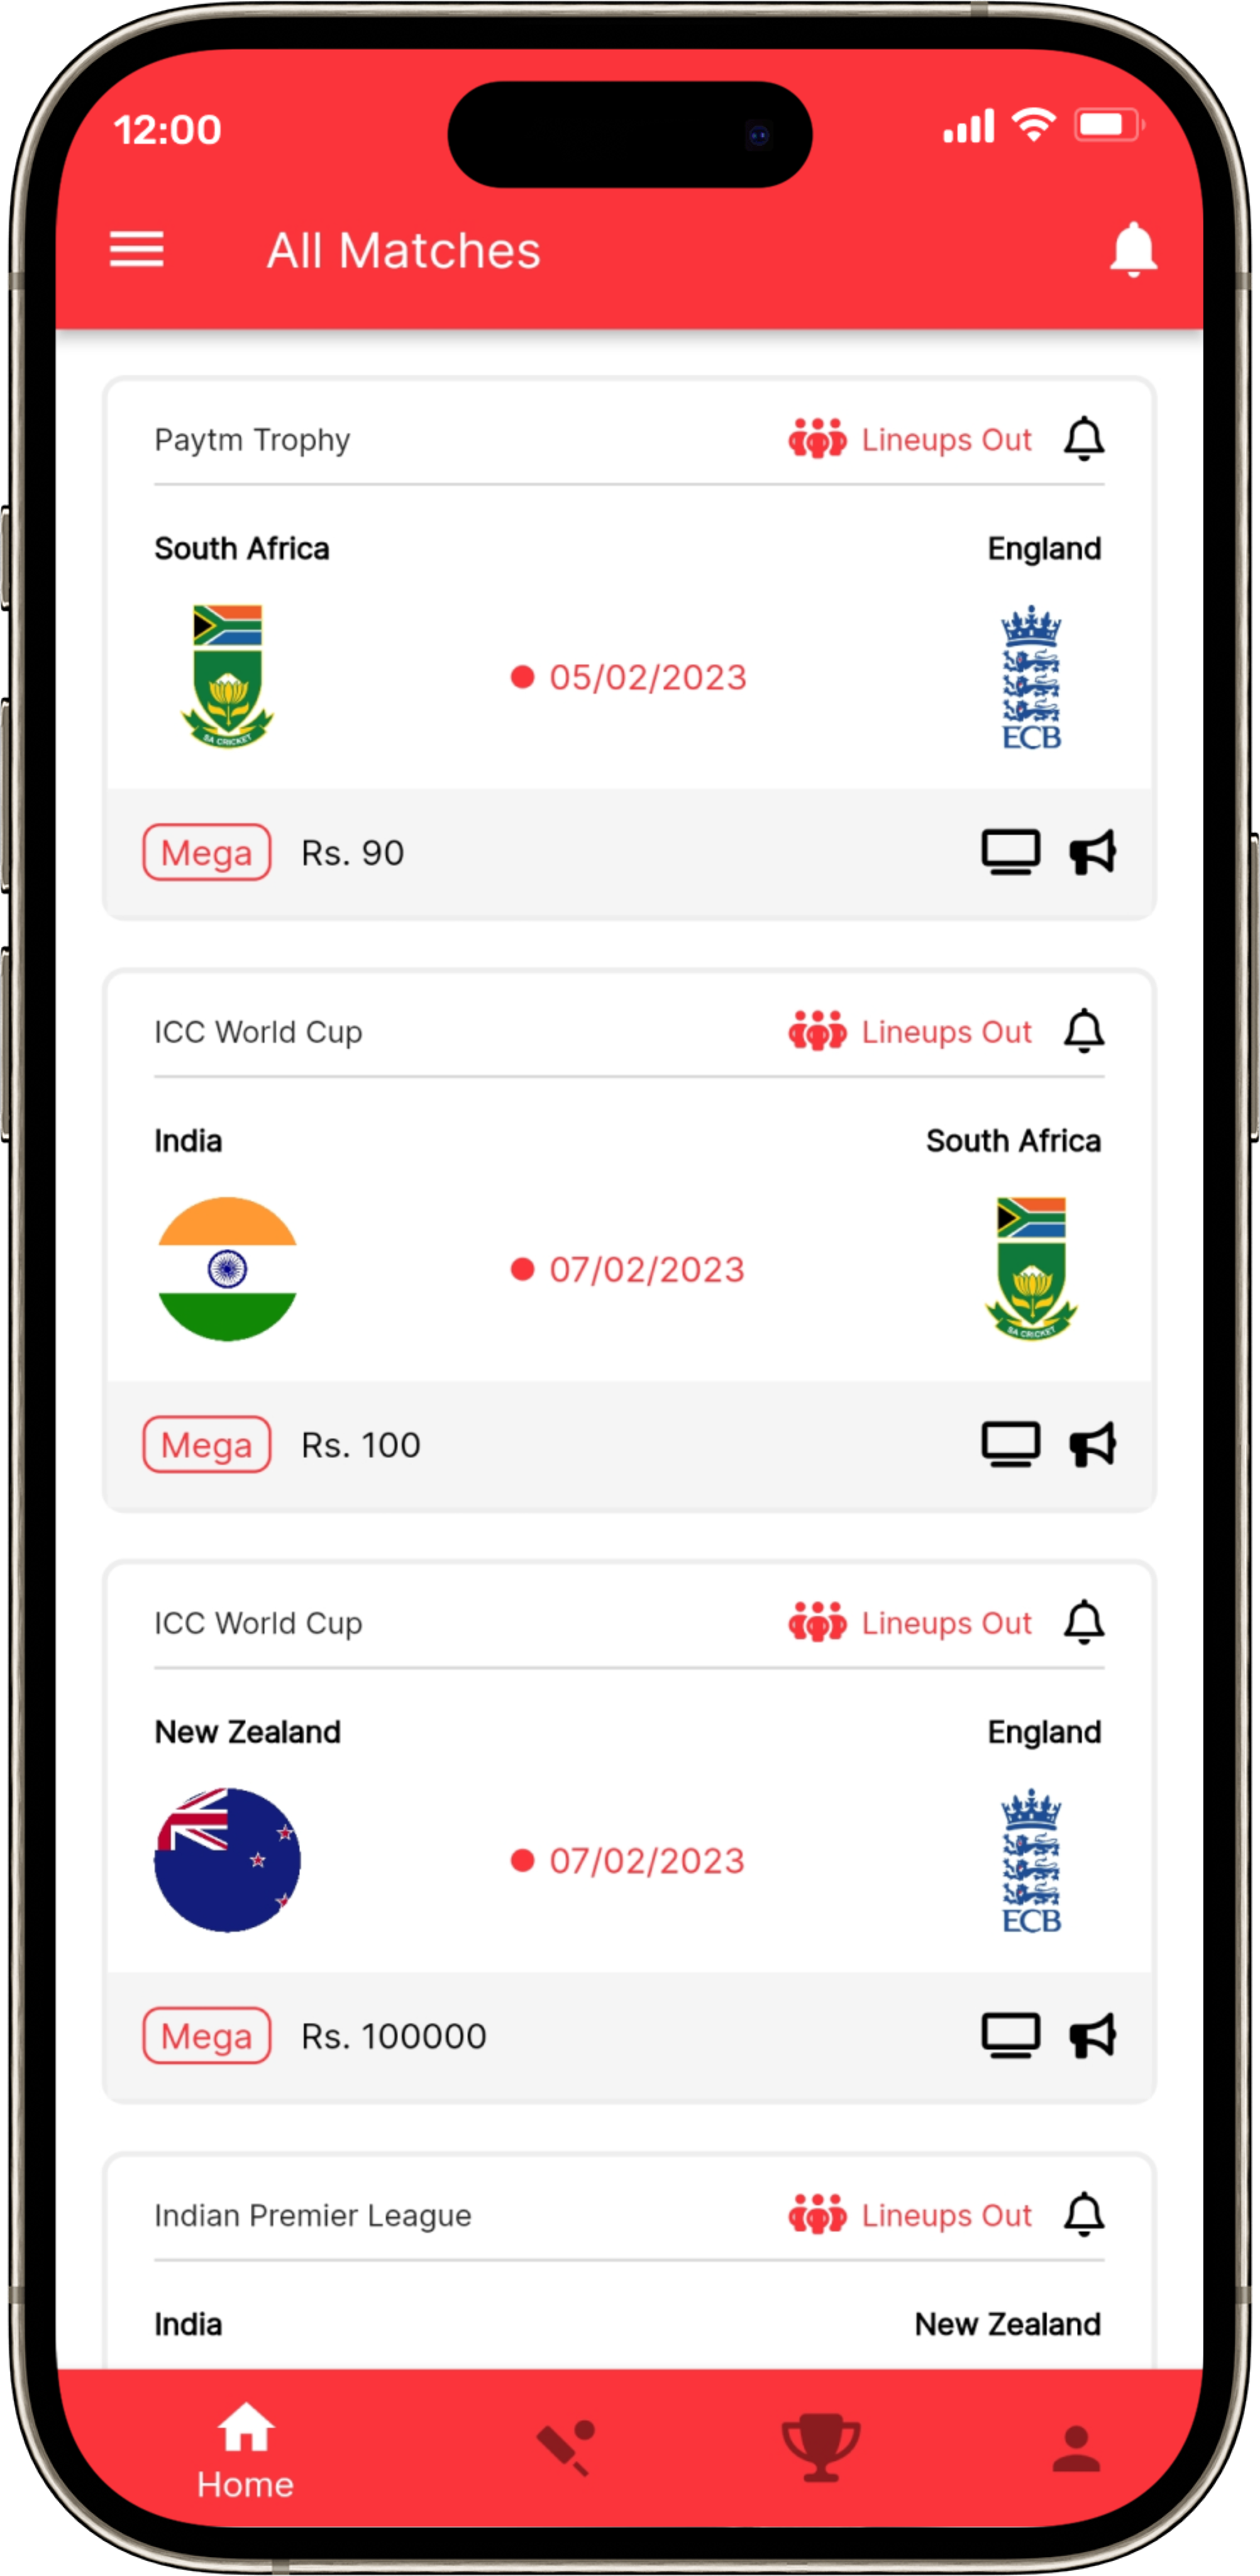 12:00
All Matches
Paytm Trophy Lineups Out
South Africa England
SA CRICKET
05/02/2023
ECB
Mega Rs. 90
ICC World Cup Lineups Out
India South Africa
07/02/2023
SA CRICKET
Mega Rs. 100
ICC World Cup Lineups Out
New Zealand England
07/02/2023
ECB
Mega Rs. 100000
Indian Premier League Lineups Out
India New Zealand
Home